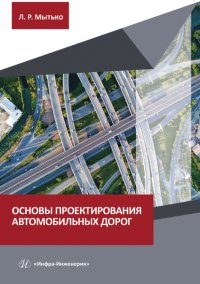 Л. Р. Мытько
ОСНОВЫ ПРОЕКТИРОВАНИЯ
АВТОМОБИЛЬНЫХ ДОРОГ
«Инфра-Инженерия»